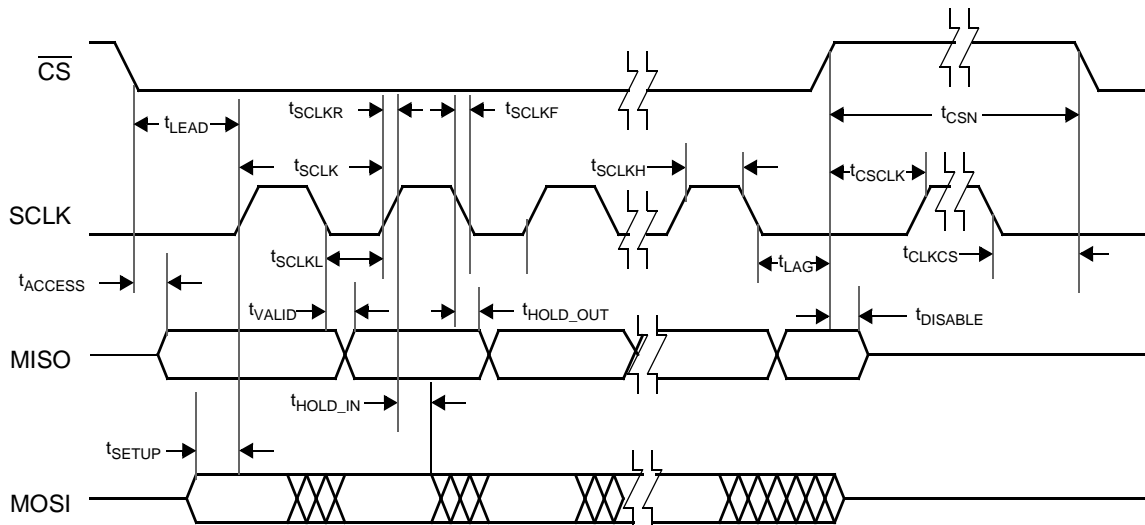 CS
tLEAD
tSCLKR
tSCLKF
tCSN
tSCLK
tSCLKH
tCSCLK
SCLK
tSCLKL
tLAG
tCLKCS
tACCESS
tVALID
tHOLD_OUT
tDISABLE
MISO
tHOLD_IN
tSETUP
MOSI